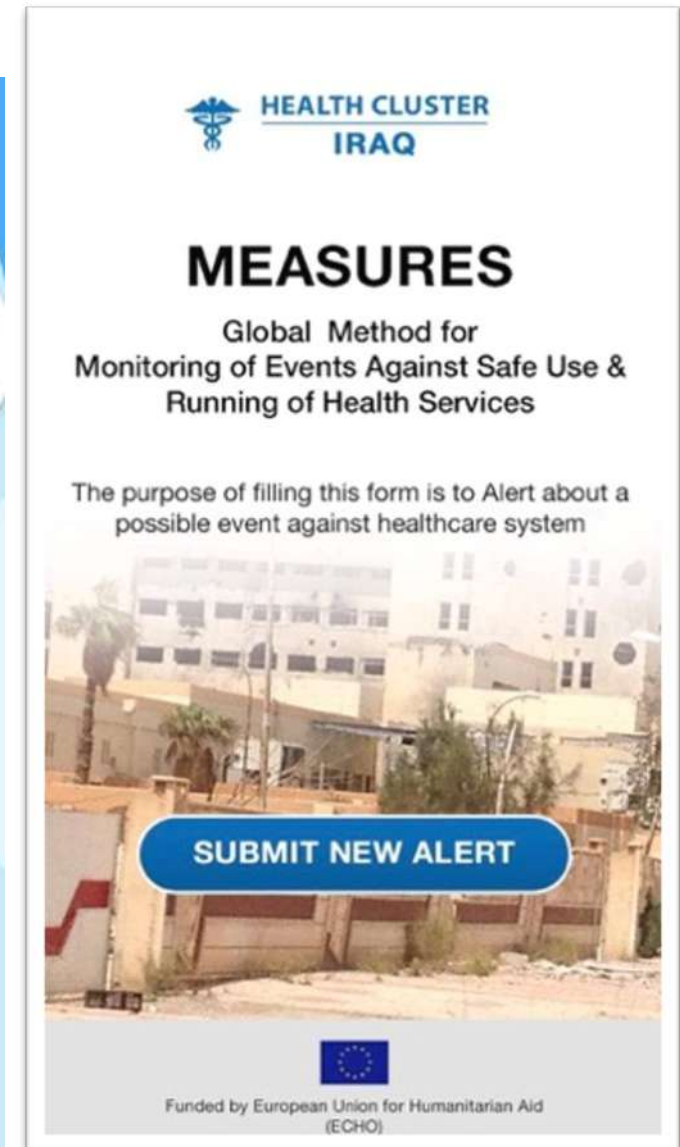 HEALTH CLUSTER
IRAQ
MEASURES
Global Method for
Monitoring of Events Against Safe Use &
Running of Health Services
The purpose of filling this form is to Alert about a
possible event against healthcare system
SUBMIT NEW ALERT
Funded by European Union for Humanitarian Aid
(ECHO)